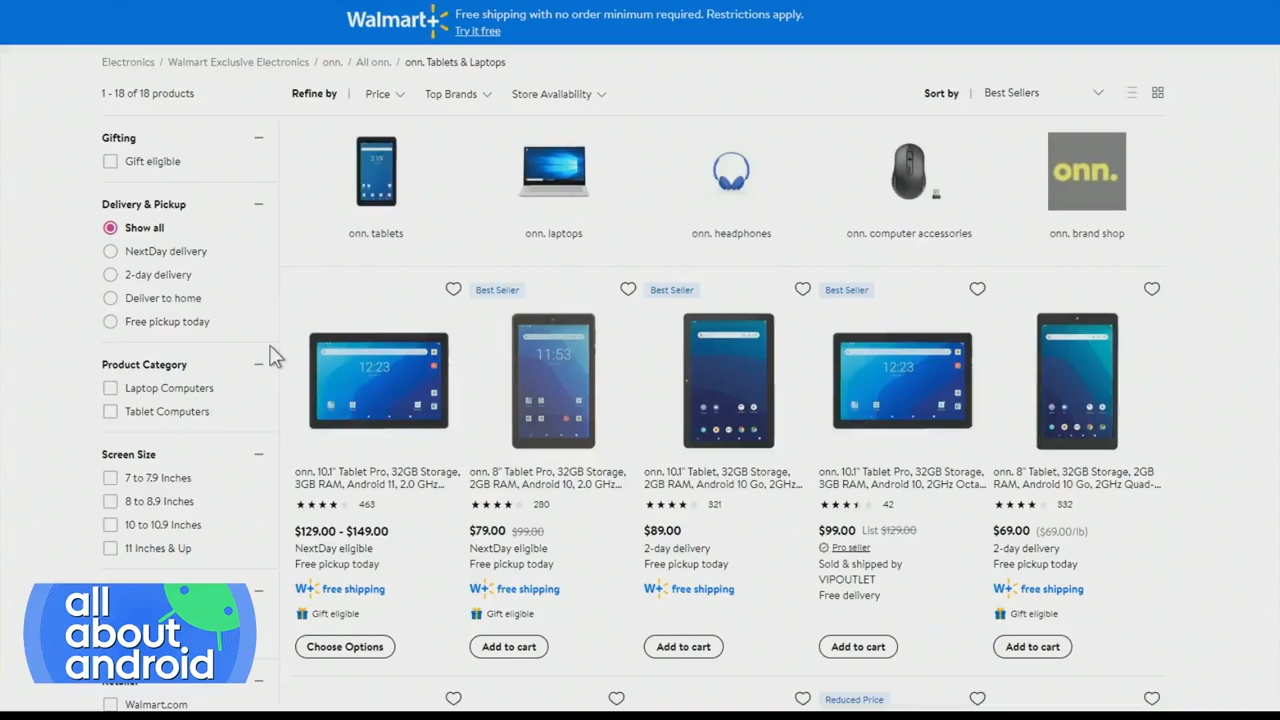 Walmart+ Free shipping with no order minimum required. Restrictions apply.
Try it free
Electronics / Walmart Exclusive Electronics / onn. / All onn. / onn. Tablets & Laptops
1 - 18 of 18 products
Refine by | Price Top Brands Store Availability
Sort by | Best Sellers
Gifting
Gift eligible
Delivery & Pickup
Show all
NextDay delivery
2-day delivery
Deliver to home
Free pickup today
Product Category
Laptop Computers
Tablet Computers
Screen Size
7 to 7.9 Inches
8 to 8.9 Inches
10 to 10.9 Inches
11 Inches & Up
Walmart.com
onn.
onn. tablets
onn. laptops
onn. headphones
onn. computer accessories
onn. brand shop
12:23
onn. 10.1" Tablet Pro, 32GB Storage,
3GB RAM, Android 11, 2.0 GHz...
463
$129.00 - $149.00
NextDay eligible
Free pickup today
W+ free shipping
Gift eligible
Choose Options
Best Seller
11:53
onn. 8" Tablet Pro, 32GB Storage,
2GB RAM, Android 10, 2.0 GHz...
280
$79.00 $99.00
NextDay eligible
Free pickup today
W+ free shipping
Gift eligible
Add to cart
Best Seller
onn. 10.1" Tablet, 32GB Storage,
2GB RAM, Android 10 Go, 2GHz...
321
$89.00
2-day delivery
Free pickup today
W+ free shipping
Add to cart
Best Seller
12:23
onn. 10.1" Tablet Pro, 32GB Storage,
3GB RAM, Android 10, 2GHz Octa...
42
$99.00 List $129.00
Pro seller
Sold & shipped by
VIPOUTLET
Free delivery
Add to cart
onn. 8" Tablet, 32GB Storage, 2GB
RAM, Android 10 Go, 2GHz Quad-...
332
$69.00 ($69.00/lb)
2-day delivery
Free pickup today
W+ free shipping
Gift eligible
Add to cart
Reduced Price
all
about
android